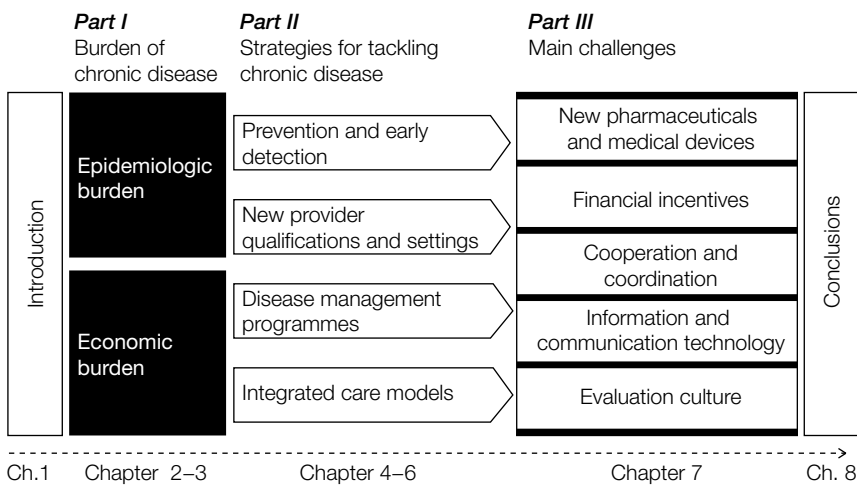 Part I
Burden of
chronic disease
Part II
Strategies for tackling
chronic disease
Part III
Main challenges
Introduction
Epidemiologic
burden
Economic
burden
Prevention and early
detection
New provider
qualifications and settings
Disease management
programmes
Integrated care models
New pharmaceuticals
and medical devices
Financial incentives
Cooperation and
coordination
Information and
communication technology
Evaluation culture
Conclusions
Ch.1
Chapter 2–3
Chapter 4–6
Chapter 7
Ch. 8